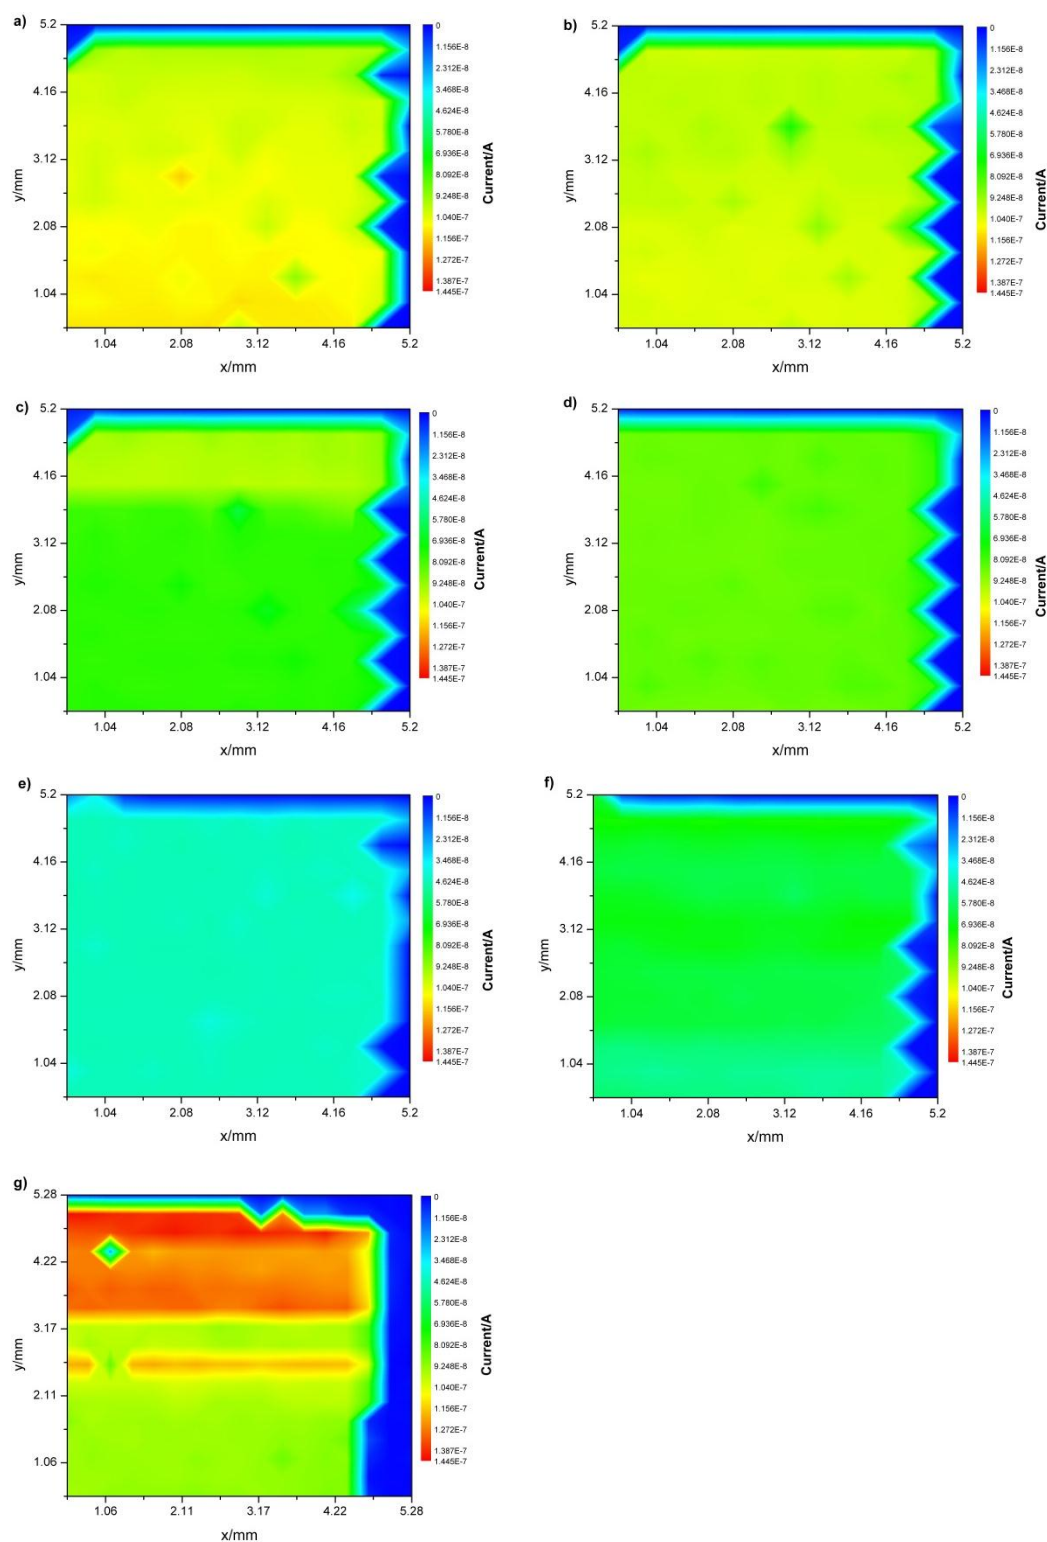 a)
5.2
4.16
3.12
2.08
1.04
y/mm
1.04 2.08 3.12 4.16 5.2
x/mm
0
1.156E-8
2.312E-8
3.468E-8
4.624E-8
5.780E-8
6.936E-8
8.092E-8
9.248E-8
1.040E-7
1.156E-7
1.272E-7
1.387E-7
1.445E-7
Current/A
b)
5.2
4.16
3.12
2.08
1.04
y/mm
1.04 2.08 3.12 4.16 5.2
x/mm
0
1.156E-8
2.312E-8
3.468E-8
4.624E-8
5.780E-8
6.936E-8
8.092E-8
9.248E-8
1.040E-7
1.156E-7
1.272E-7
1.387E-7
1.445E-7
Current/A
c)
5.2
4.16
3.12
2.08
1.04
y/mm
1.04 2.08 3.12 4.16 5.2
x/mm
0
1.156E-8
2.312E-8
3.468E-8
4.624E-8
5.780E-8
6.936E-8
8.092E-8
9.248E-8
1.040E-7
1.156E-7
1.272E-7
1.387E-7
1.445E-7
Current/A
d)
5.2
4.16
3.12
2.08
1.04
y/mm
1.04 2.08 3.12 4.16 5.2
x/mm
0
1.156E-8
2.312E-8
3.468E-8
4.624E-8
5.780E-8
6.936E-8
8.092E-8
9.248E-8
1.040E-7
1.156E-7
1.272E-7
1.387E-7
1.445E-7
Current/A
e)
5.2
4.16
3.12
2.08
1.04
y/mm
1.04 2.08 3.12 4.16 5.2
x/mm
0
1.156E-8
2.312E-8
3.468E-8
4.624E-8
5.780E-8
6.936E-8
8.092E-8
9.248E-8
1.040E-7
1.156E-7
1.272E-7
1.387E-7
1.445E-7
Current/A
f)
5.2
4.16
3.12
2.08
1.04
y/mm
1.04 2.08 3.12 4.16 5.2
x/mm
0
1.156E-8
2.312E-8
3.468E-8
4.624E-8
5.780E-8
6.936E-8
8.092E-8
9.248E-8
1.040E-7
1.156E-7
1.272E-7
1.387E-7
1.445E-7
Current/A
g)
5.28
4.22
3.17
2.11
1.06
y/mm
1.06 2.11 3.17 4.22 5.28
x/mm
0
1.156E-8
2.312E-8
3.468E-8
4.624E-8
5.780E-8
6.936E-8
8.092E-8
9.248E-8
1.040E-7
1.156E-7
1.272E-7
1.387E-7
1.445E-7
Current/A